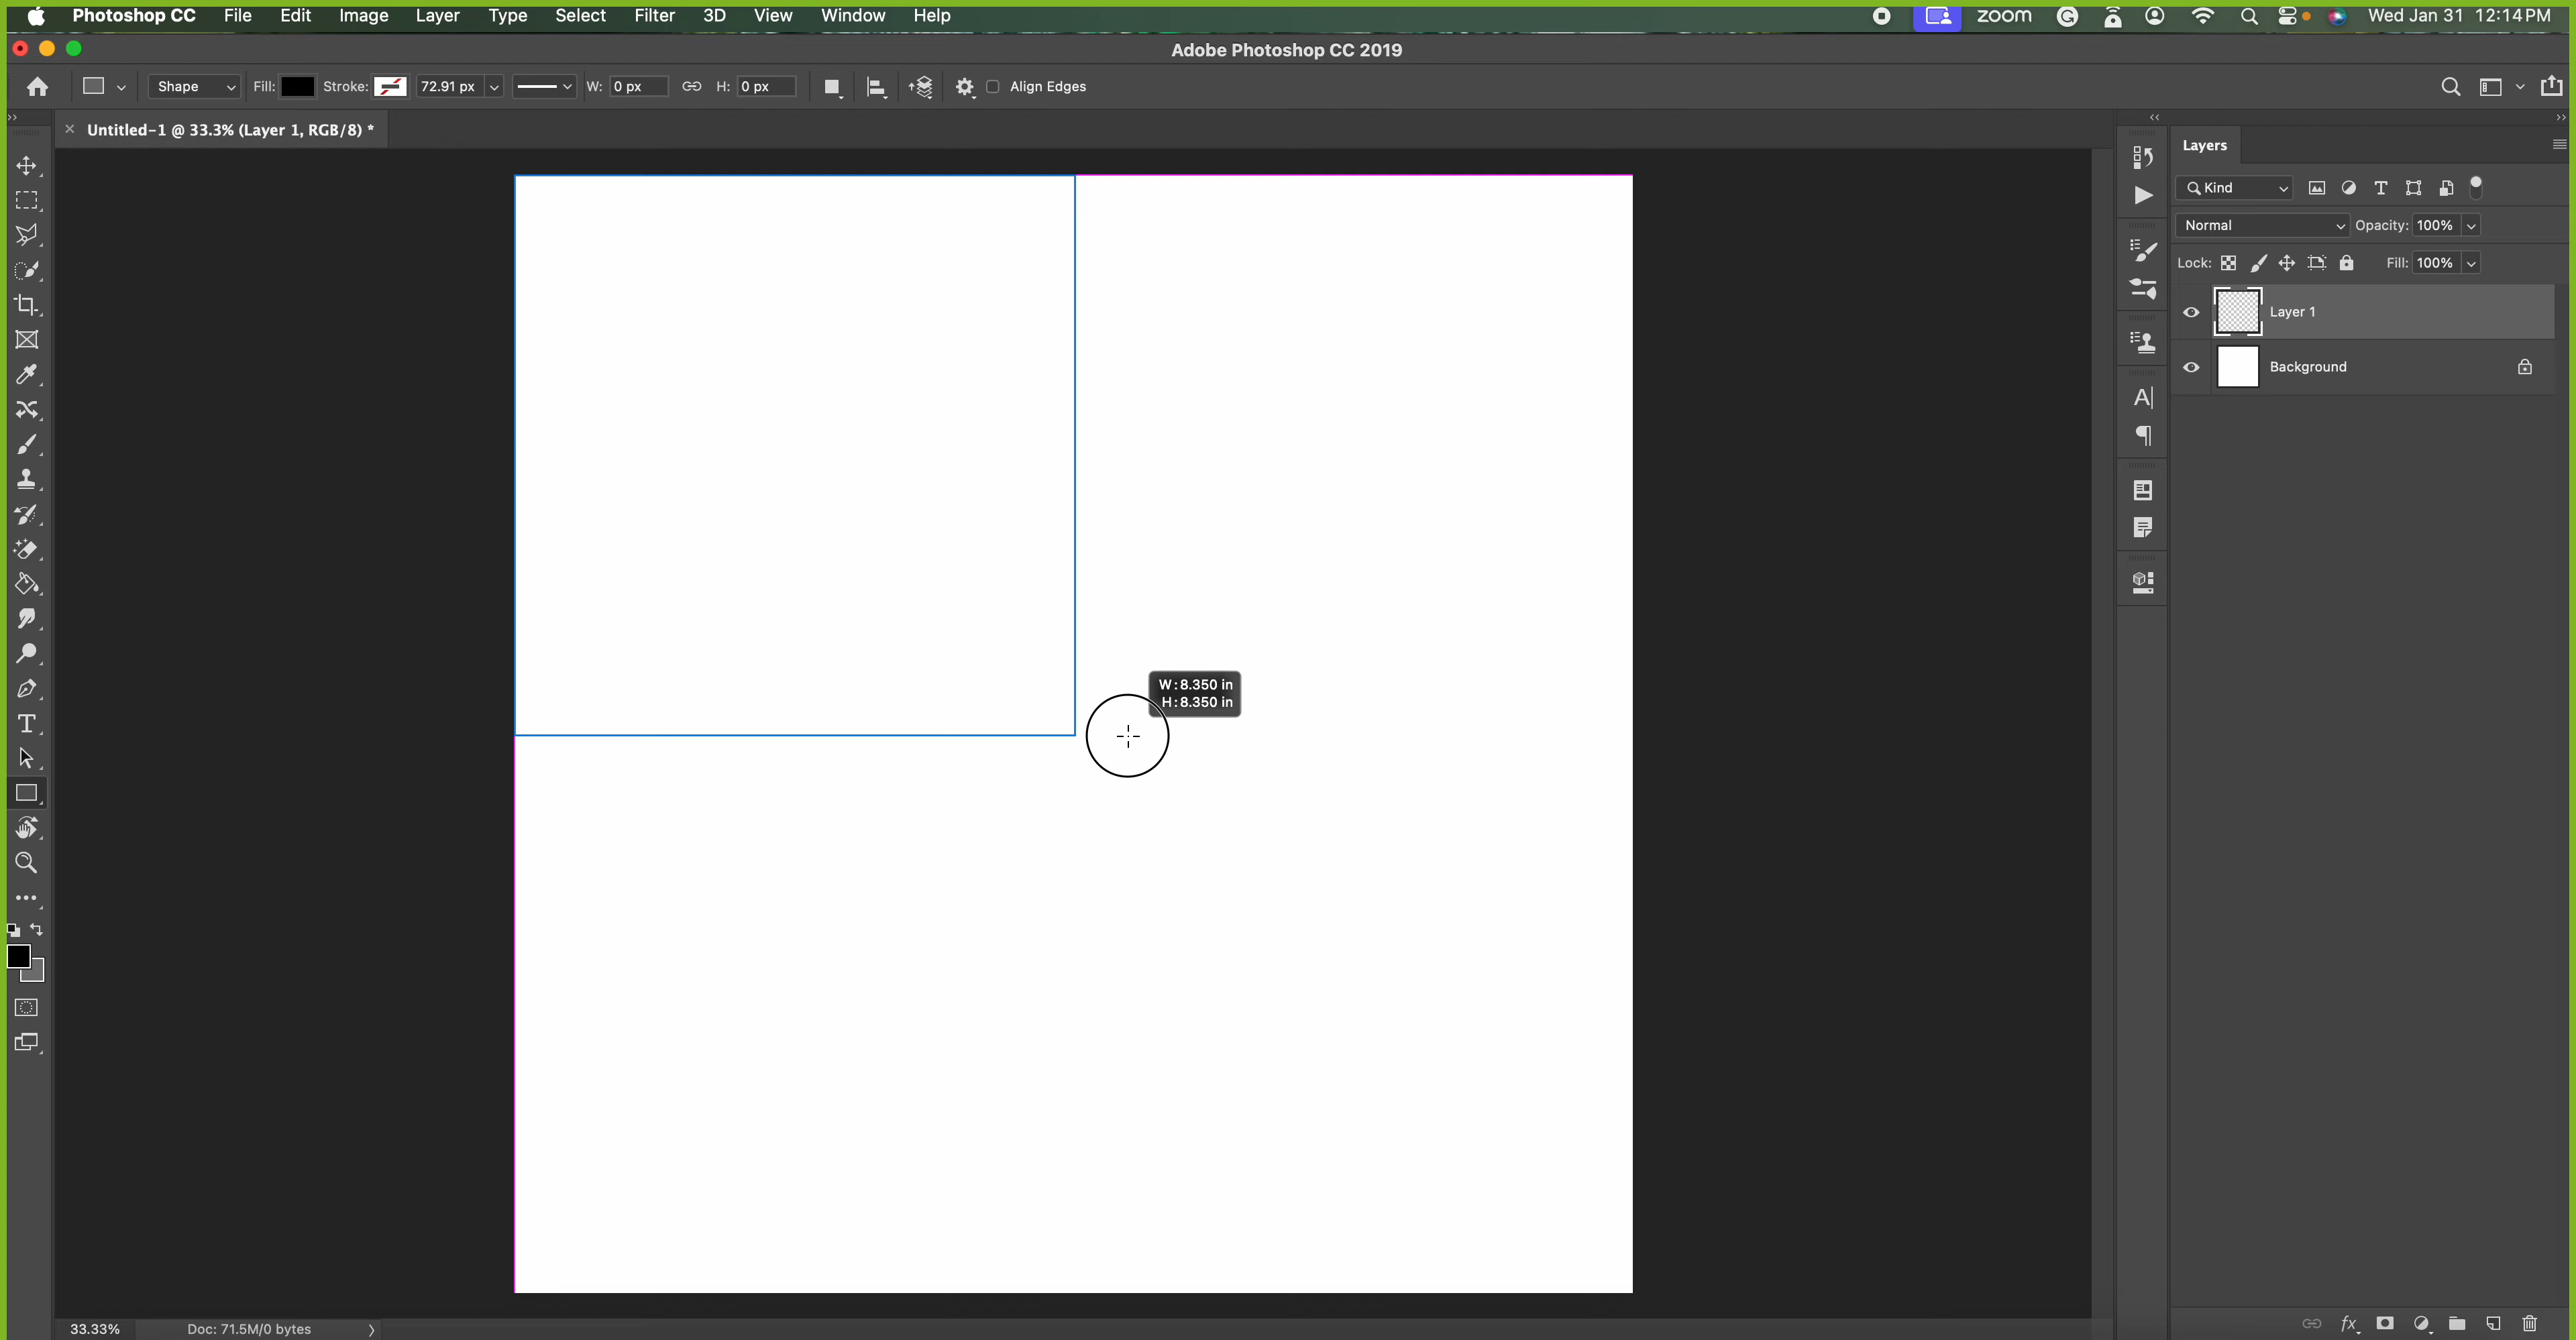 Photoshop CC File Edit Image Layer Type Select Filter 3D View Window Help zoom Wed Jan 31 12:14 PM
Adobe Photoshop CC 2019
Shape Fill: Stroke: 72.91 px W: 0 px H: 0 px Align Edges
Untitled-1 @ 33.3% (Layer 1, RGB/8) *
Layers
Kind
Normal Opacity: 100%
Lock: Fill: 100%
Layer 1
Background
W: 8.350 in
H: 8.350 in
33.33% Doc: 71.5M/0 bytes